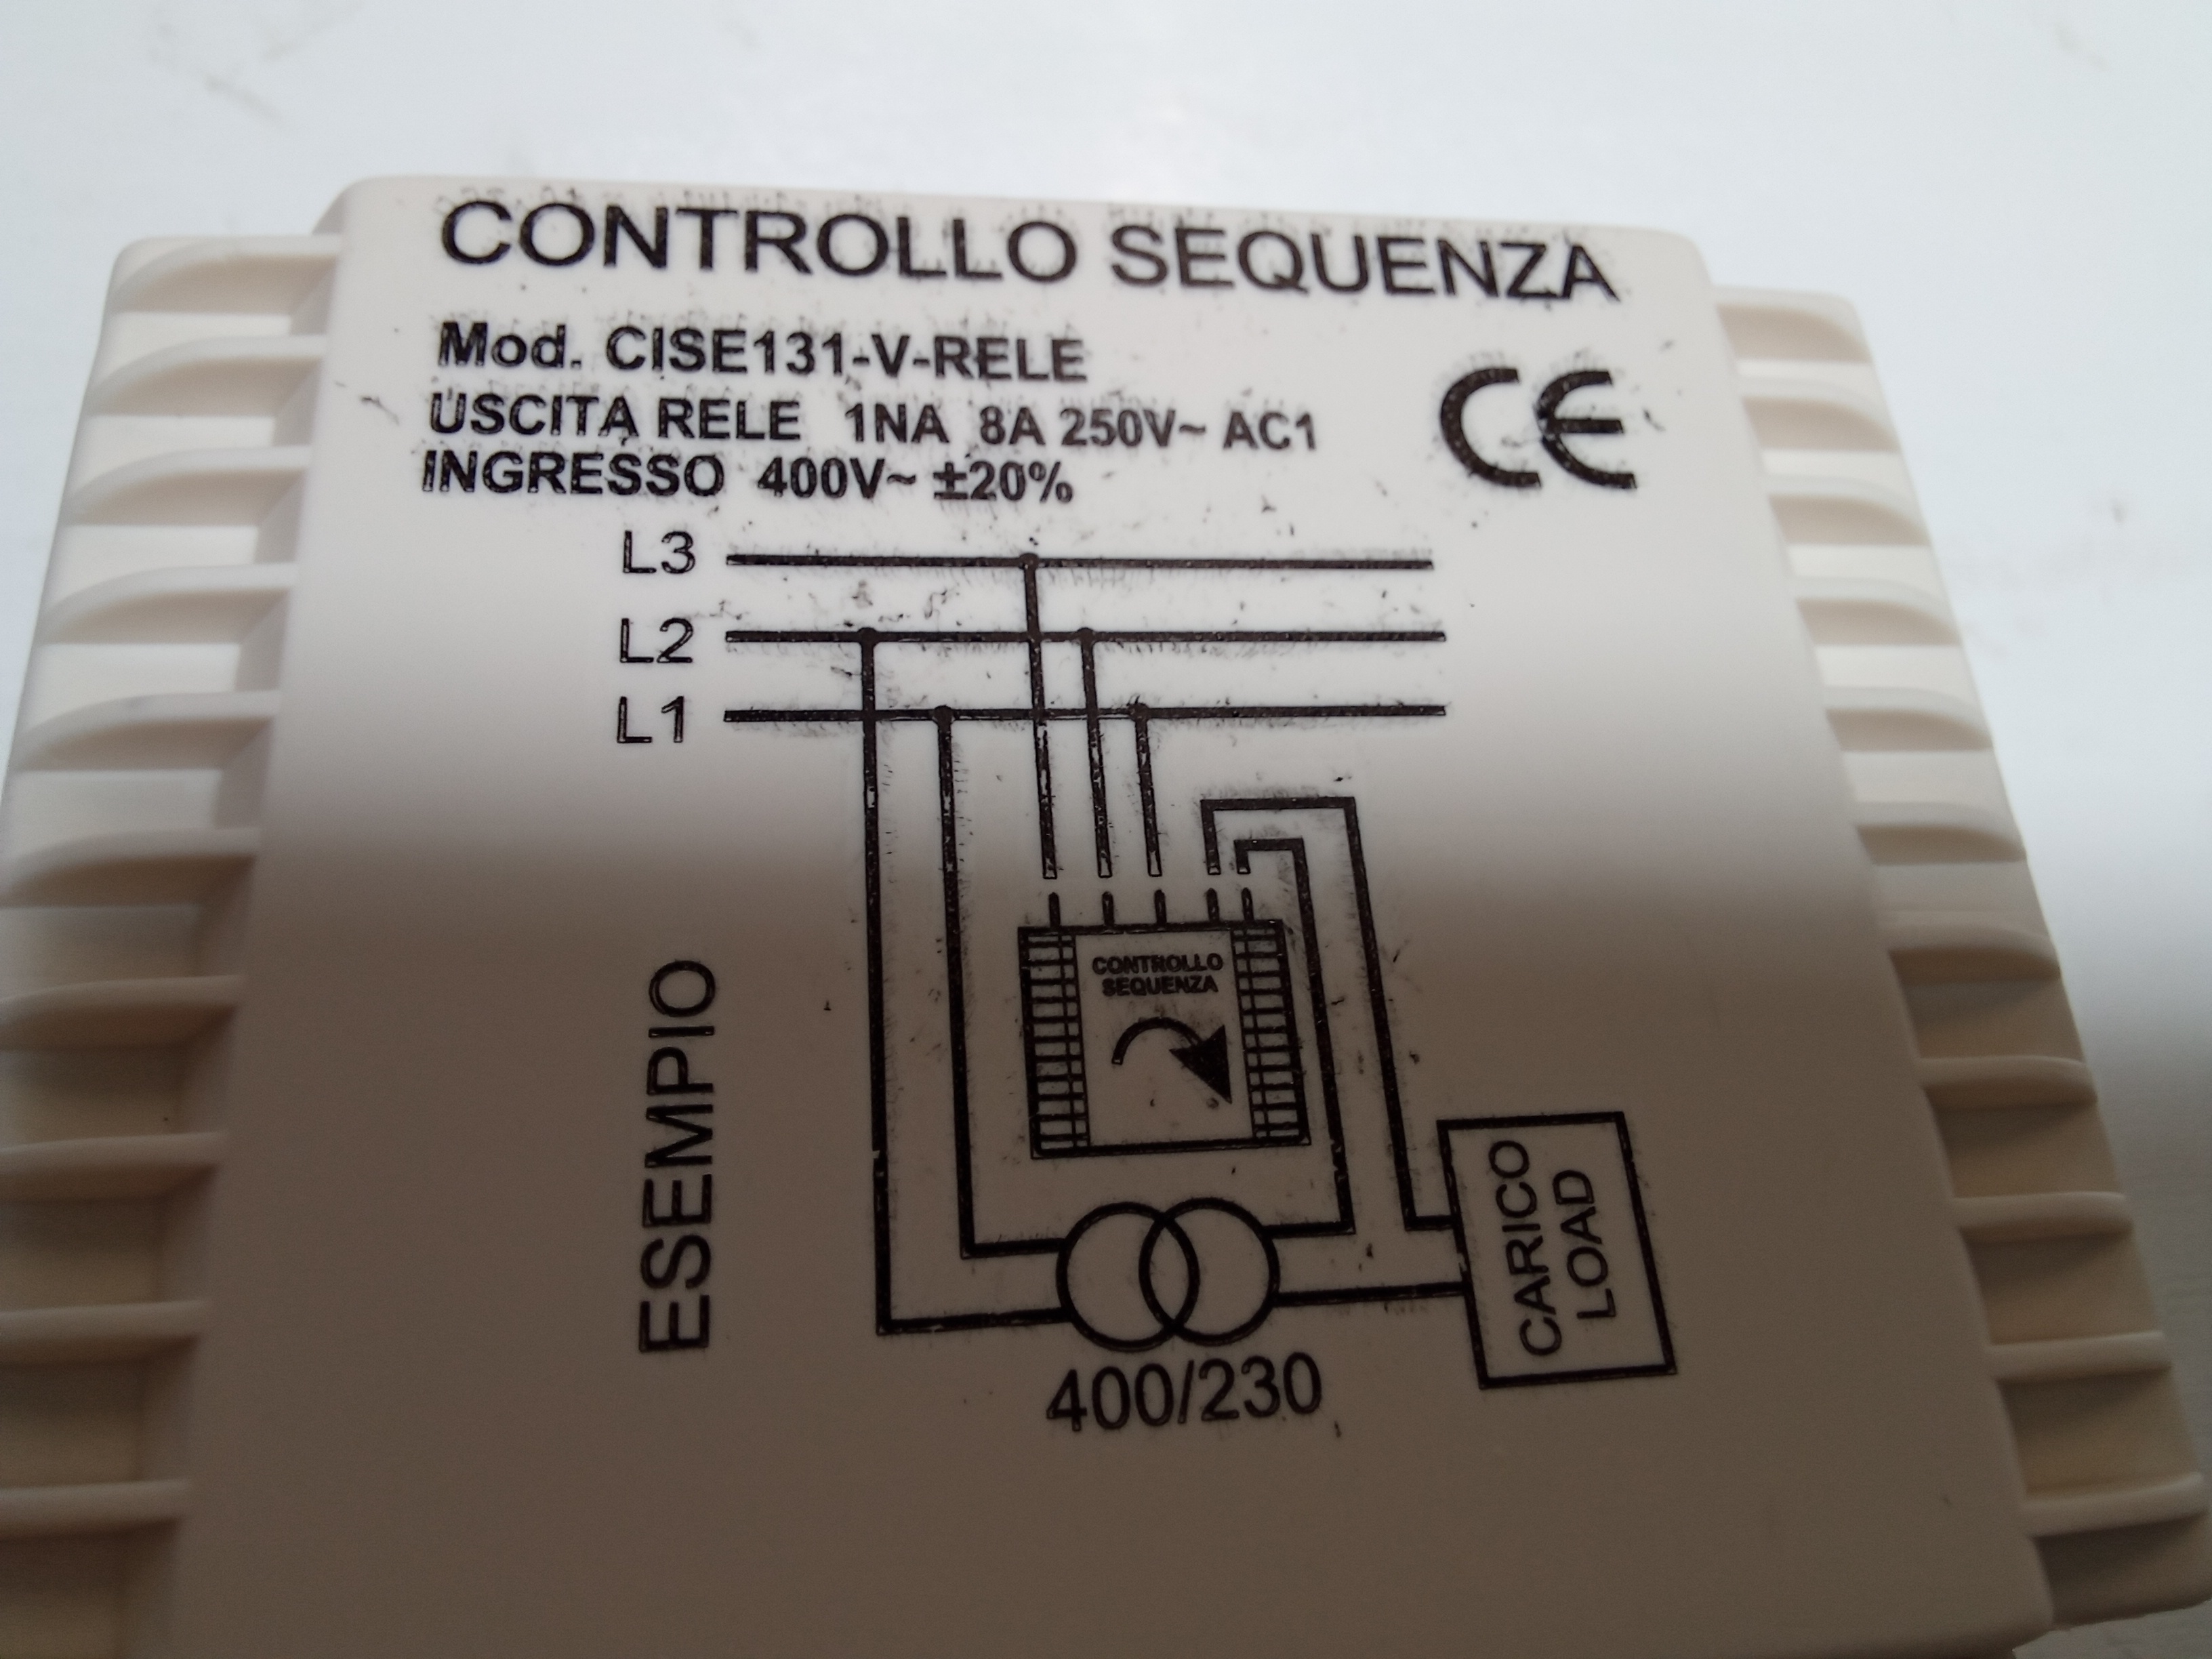 CONTROLLO SEQUENZA
Mod. CISE131-V-RELE
USCITA RELE 1NA 8A 250V~ AC1
INGRESSO 400V~ ±20%
CE
L3
L2
L1
CONTROLLO
SEQUENZA
ESEMPIO
CARICO
LOAD
400/230